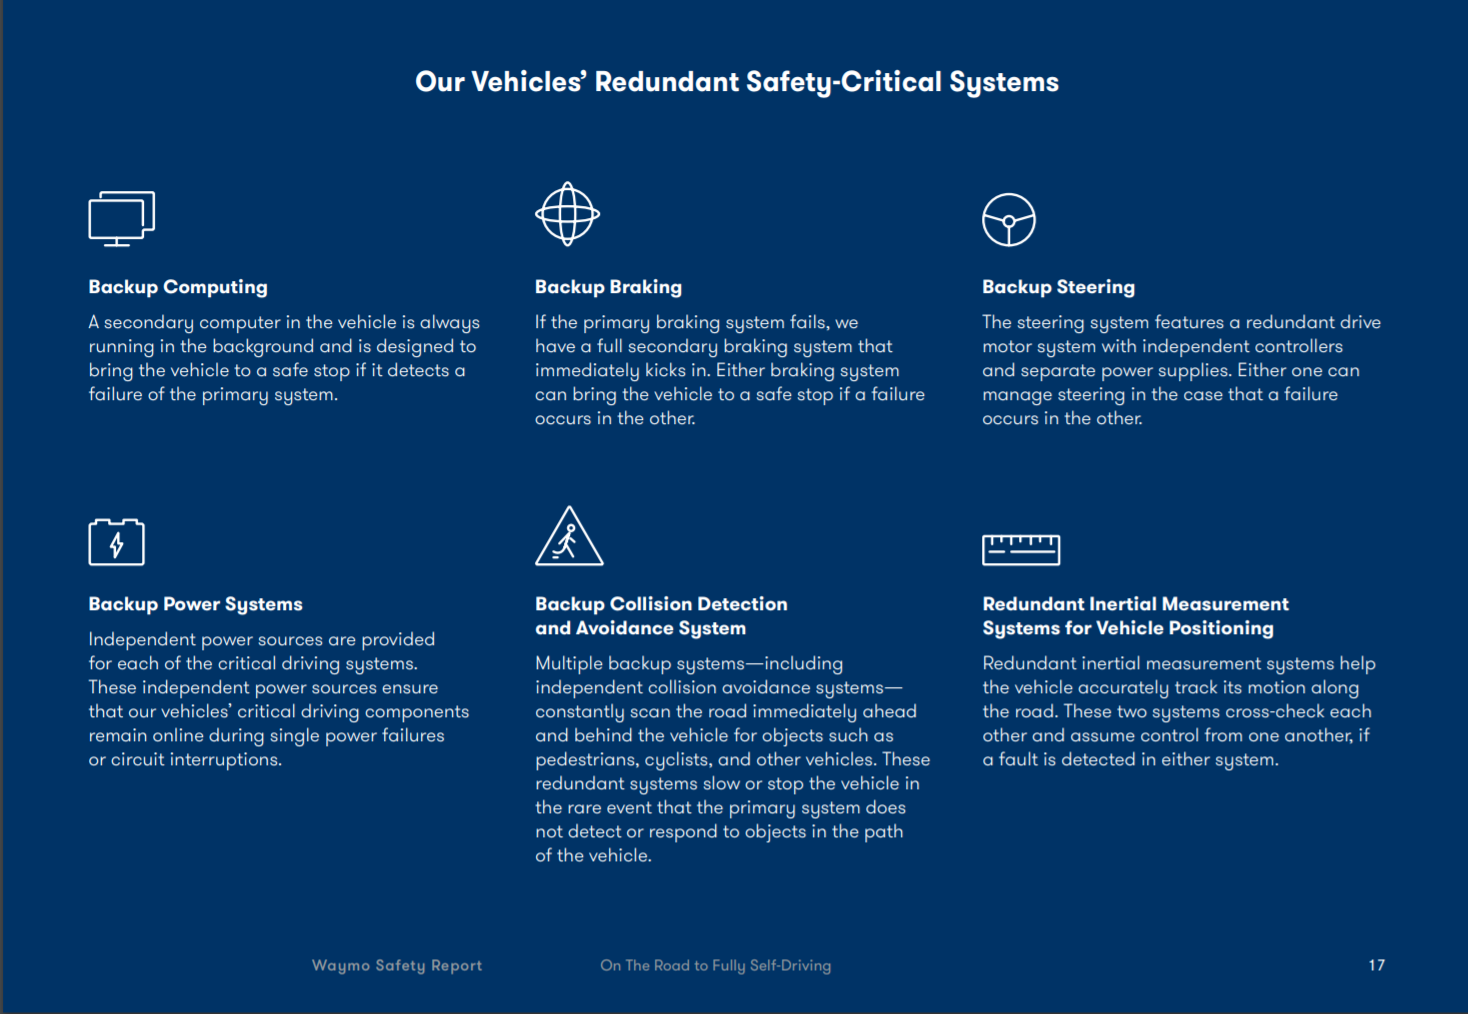 Our Vehicles’ Redundant Safety-Critical Systems
Backup Computing
A secondary computer in the vehicle is always
running in the background and is designed to
bring the vehicle to a safe stop if it detects a
failure of the primary system.
Backup Braking
If the primary braking system fails, we
have a full secondary braking system that
immediately kicks in. Either braking system
can bring the vehicle to a safe stop if a failure
occurs in the other.
Backup Steering
The steering system features a redundant drive
motor system with independent controllers
and separate power supplies. Either one can
manage steering in the case that a failure
occurs in the other.
Backup Power Systems
Independent power sources are provided
for each of the critical driving systems.
These independent power sources ensure
that our vehicles’ critical driving components
remain online during single power failures
or circuit interruptions.
Backup Collision Detection
and Avoidance System
Multiple backup systems—including
independent collision avoidance systems—
constantly scan the road immediately ahead
and behind the vehicle for objects such as
pedestrians, cyclists, and other vehicles. These
redundant systems slow or stop the vehicle in
the rare event that the primary system does
not detect or respond to objects in the path
of the vehicle.
Redundant Inertial Measurement
Systems for Vehicle Positioning
Redundant inertial measurement systems help
the vehicle accurately track its motion along
the road. These two systems cross-check each
other and assume control from one another, if
a fault is detected in either system.
Waymo Safety Report
On The Road to Fully Self-Driving
17